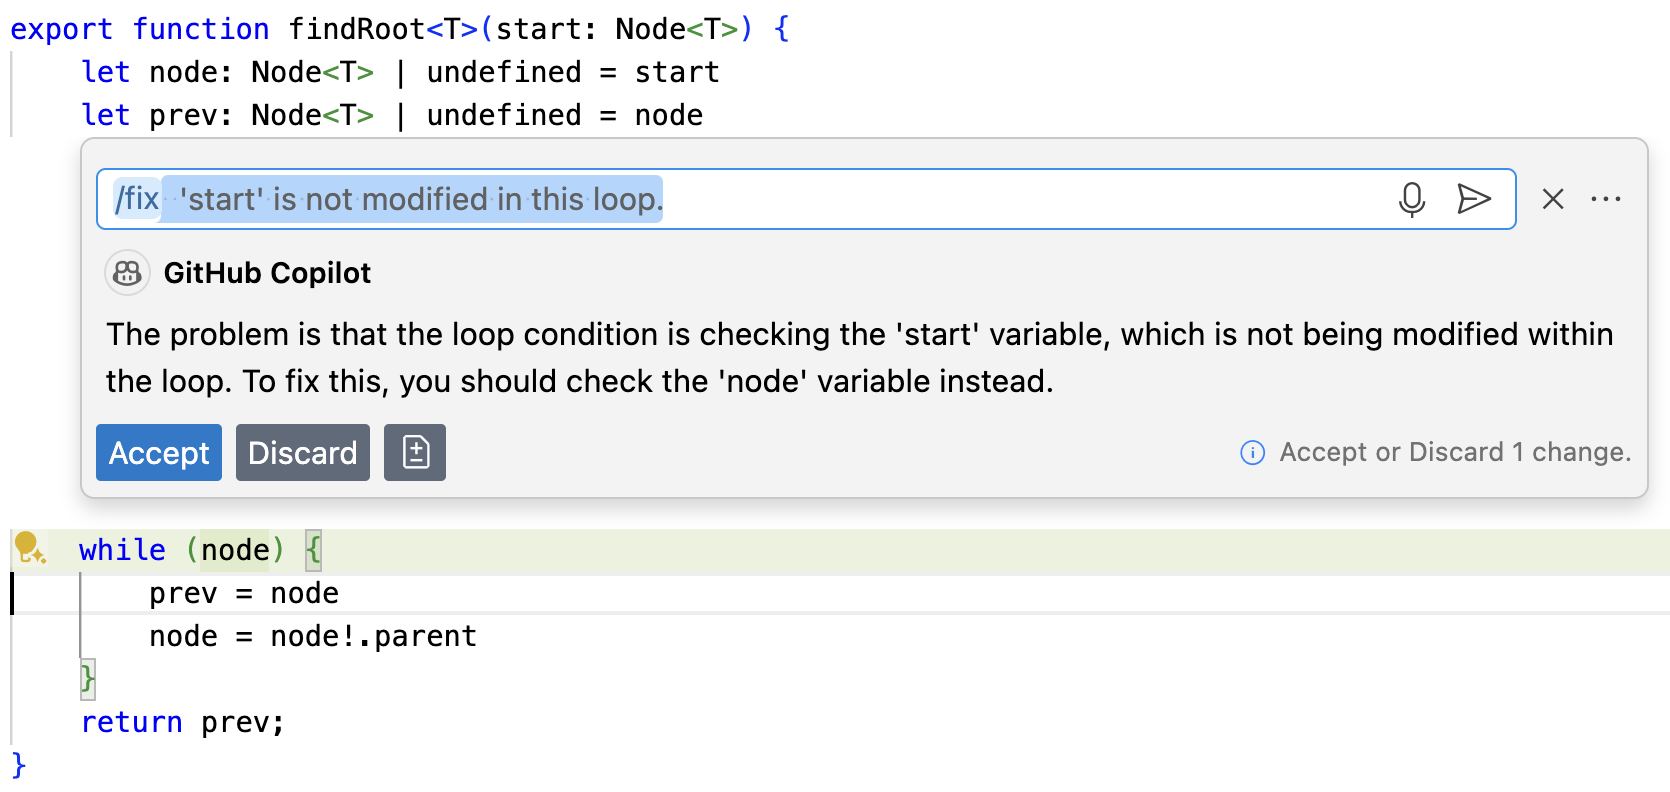 export function findRoot<T>(start: Node<T>) {
let node: Node<T> | undefined = start
let prev: Node<T> | undefined = node
/fix 'start' is not modified in this loop.
GitHub Copilot
The problem is that the loop condition is checking the 'start' variable, which is not being modified within
the loop. To fix this, you should check the 'node' variable instead.
Accept Discard Accept or Discard 1 change.
while (node) {
prev = node
node = node!.parent
}
return prev;
}